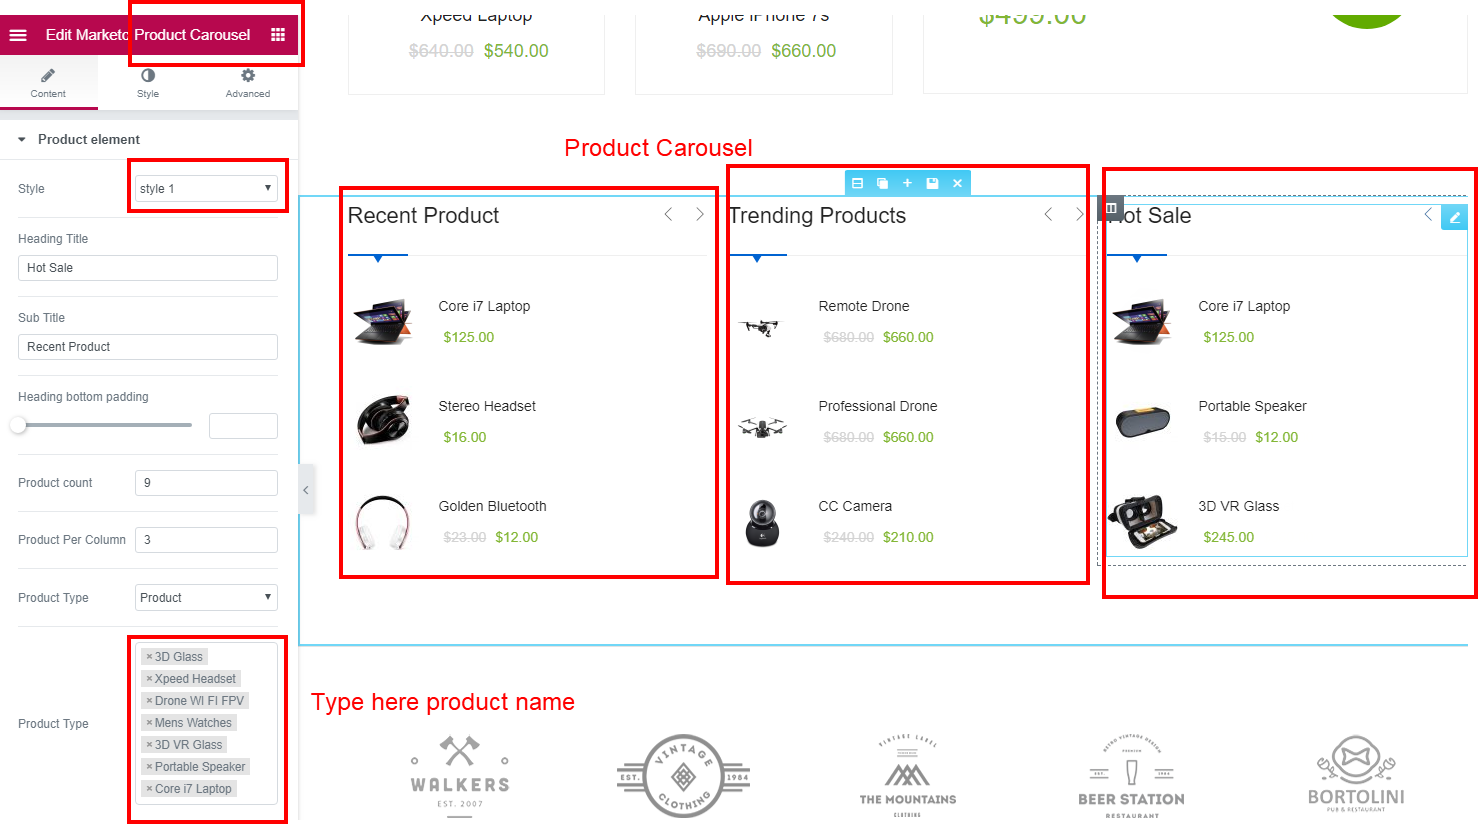 Edit Marketo Product Carousel
Content
Style
Advanced
Product element
Style
style 1
Heading Title
Hot Sale
Sub Title
Recent Product
Heading bottom padding
Product count
9
Product Per Column
3
Product Type
Product
Product Type
×3D Glass
×Xpeed Headset
×Drone WI FI FPV
×Mens Watches
×3D VR Glass
×Portable Speaker
×Core i7 Laptop
Xpeed Laptop
$640.00 $540.00
Apple iPhone 7s
$690.00 $660.00
$499.00
Product Carousel
Recent Product
Core i7 Laptop
$125.00
Stereo Headset
$16.00
Golden Bluetooth
$23.00 $12.00
Trending Products
Remote Drone
$680.00 $660.00
Professional Drone
$680.00 $660.00
CC Camera
$240.00 $210.00
Hot Sale
Core i7 Laptop
$125.00
Portable Speaker
$15.00 $12.00
3D VR Glass
$245.00
Type here product name
WALKERS
EST. 2007
VINTAGE
EST. 1984
CLOTHING
VINTAGE LABEL
THE MOUNTAINS
CLOTHING
RETRO VINTAGE DESIGN
PREMIUM
EST. 1984
BEER STATION
RESTAURANT
BORTOLINI
PUB & RESTAURANT